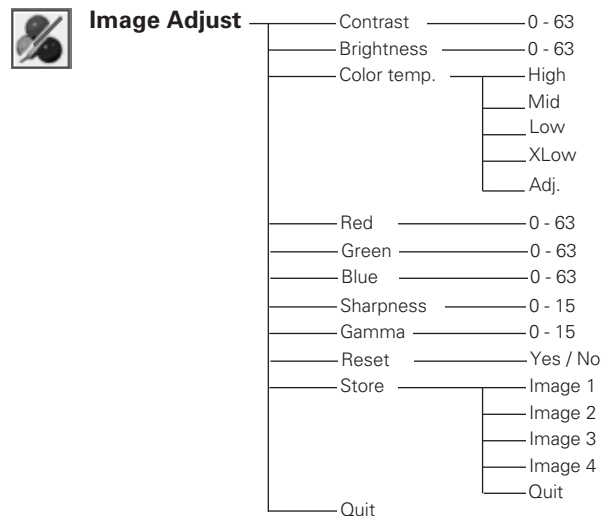 Image Adjust Contrast 0 - 63
Brightness 0 - 63
Color temp. High
Mid
Low
XLow
Adj.
Red 0 - 63
Green 0 - 63
Blue 0 - 63
Sharpness 0 - 15
Gamma 0 - 15
Reset Yes / No
Store Image 1
Image 2
Image 3
Image 4
Quit
Quit